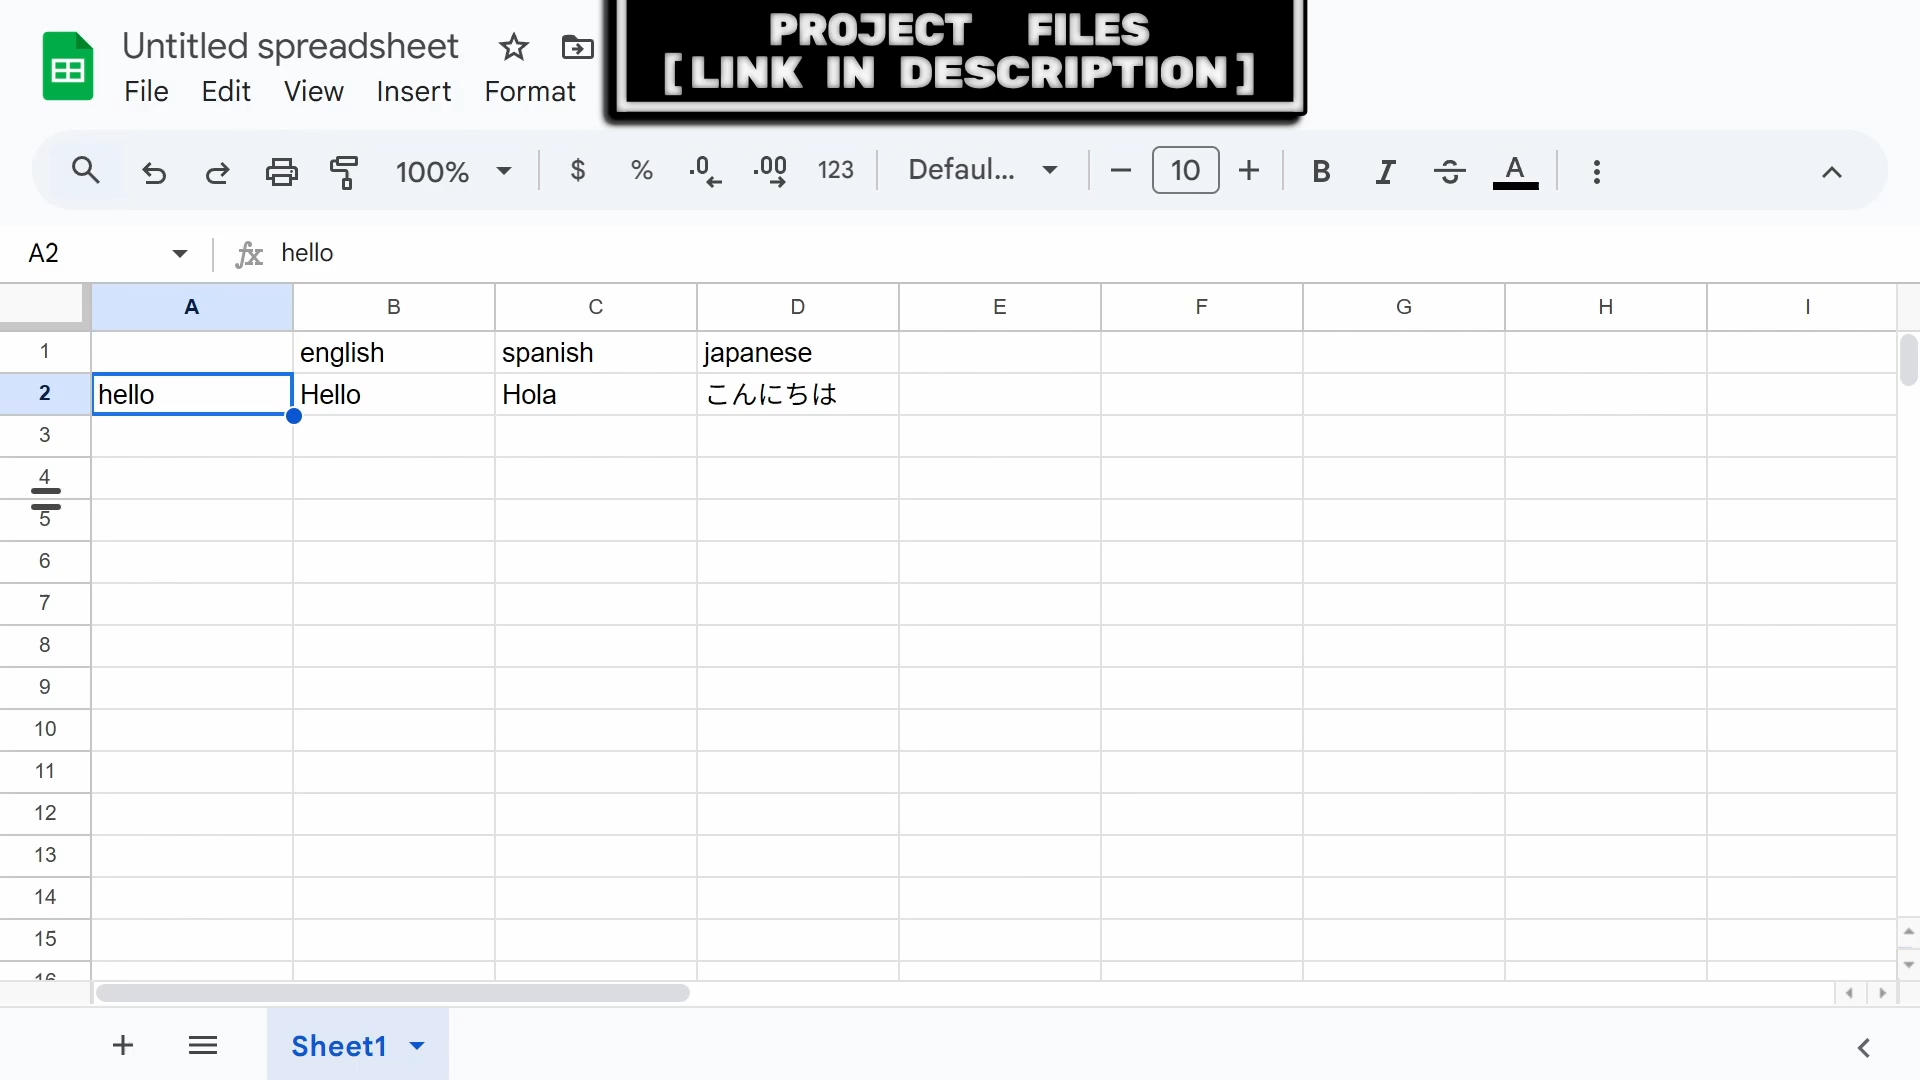 PROJECT FILES
[LINK IN DESCRIPTION]
Untitled spreadsheet
File Edit View Insert Format
100% $ % .0 .00 123 Defaul... 10 B I S A
A2 fx hello
A B C D E F G H I
1 english spanish japanese
2 hello Hello Hola こんにちは
3
4
5
6
7
8
9
10
11
12
13
14
15
16
Sheet1